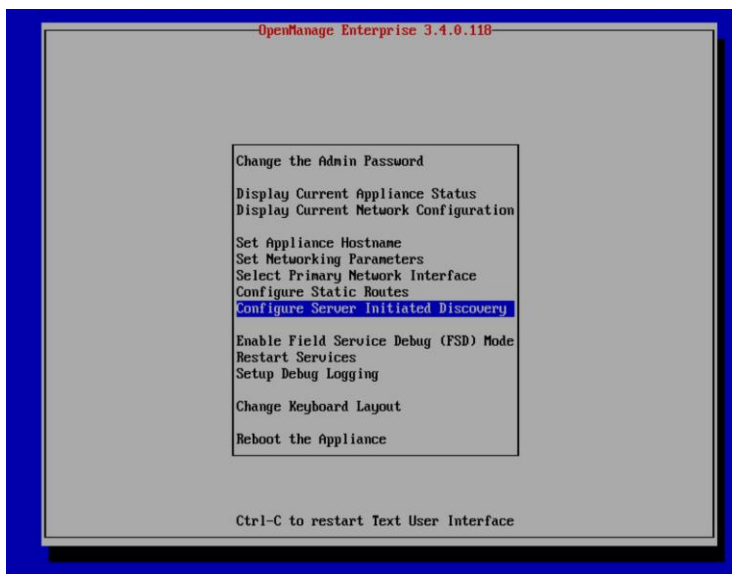 OpenManage Enterprise 3.4.0.118
Change the Admin Password
Display Current Appliance Status
Display Current Network Configuration
Set Appliance Hostname
Set Networking Parameters
Select Primary Network Interface
Configure Static Routes
Configure Server Initiated Discovery
Enable Field Service Debug (FSD) Mode
Restart Services
Setup Debug Logging
Change Keyboard Layout
Reboot the Appliance
Ctrl-C to restart Text User Interface